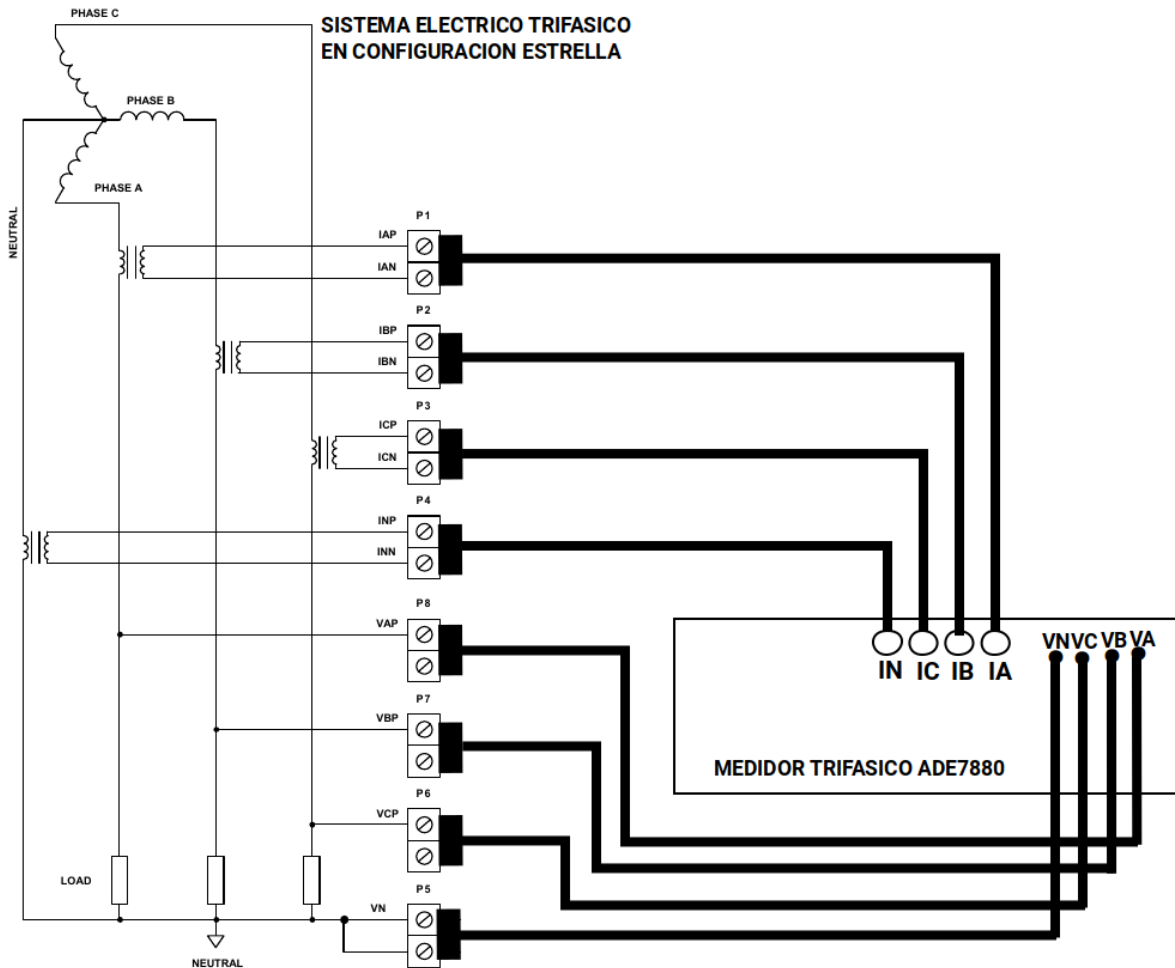 PHASE C
SISTEMA ELECTRICO TRIFASICO
EN CONFIGURACION ESTRELLA
PHASE B
PHASE A
NEUTRAL
P1
IAP
IAN
P2
IBP
IBN
P3
ICP
ICN
P4
INP
INN
P8
VAP
P7
VBP
P6
VCP
LOAD
P5
VN
NEUTRAL
IN IC IB IA
VN VC VB VA
MEDIDOR TRIFASICO ADE7880